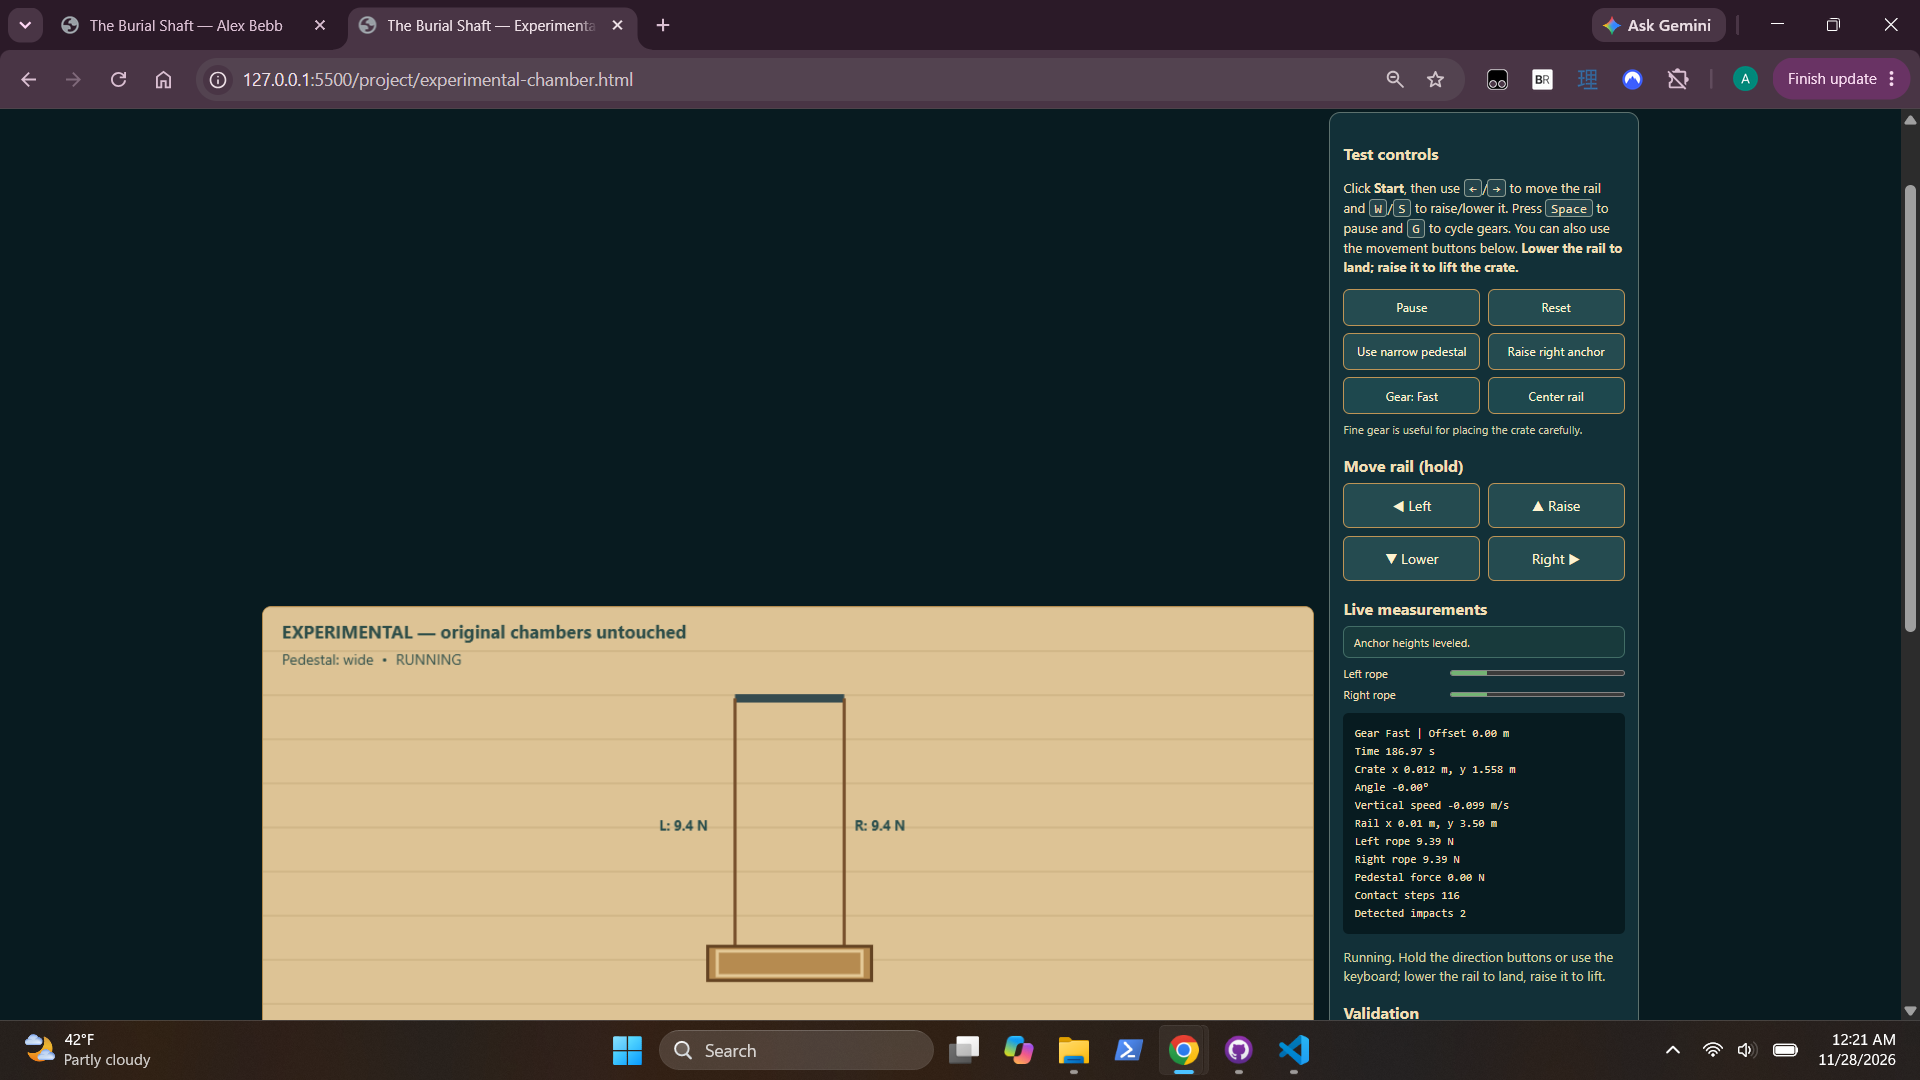 The Burial Shaft — Alex Bebb
The Burial Shaft — Experimenta
Ask Gemini
127.0.0.1:5500/project/experimental-chamber.html
BR
理
A
Finish update
Test controls
Click Start, then use ←/→ to move the rail
and W/S to raise/lower it. Press Space to
pause and G to cycle gears. You can also use
the movement buttons below. Lower the rail to
land; raise it to lift the crate.
Pause
Reset
Use narrow pedestal
Raise right anchor
Gear: Fast
Center rail
Fine gear is useful for placing the crate carefully.
Move rail (hold)
◀ Left
▲ Raise
▼ Lower
Right ▶
Live measurements
Anchor heights leveled.
Left rope
Right rope
Gear Fast | Offset 0.00 m
Time 186.97 s
Crate x 0.012 m, y 1.558 m
Angle -0.00°
Vertical speed -0.099 m/s
Rail x 0.01 m, y 3.50 m
Left rope 9.39 N
Right rope 9.39 N
Pedestal force 0.00 N
Contact steps 116
Detected impacts 2
Running. Hold the direction buttons or use the
keyboard; lower the rail to land, raise it to lift.
Validation
EXPERIMENTAL — original chambers untouched
Pedestal: wide • RUNNING
L: 9.4 N
R: 9.4 N
42°F
Partly cloudy
Search
12:21 AM
11/28/2026